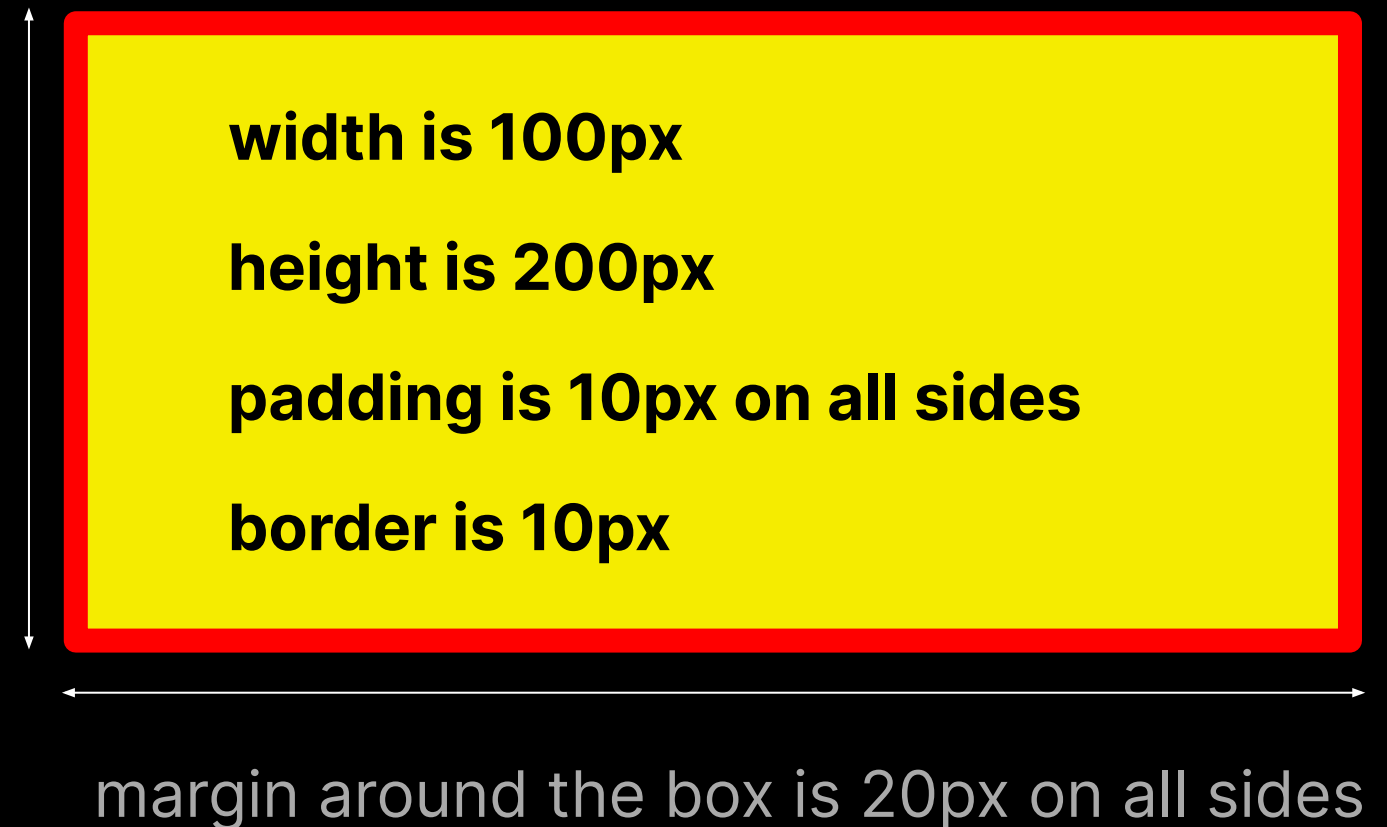 width is 100px
height is 200px
padding is 10px on all sides
border is 10px
margin around the box is 20px on all sides